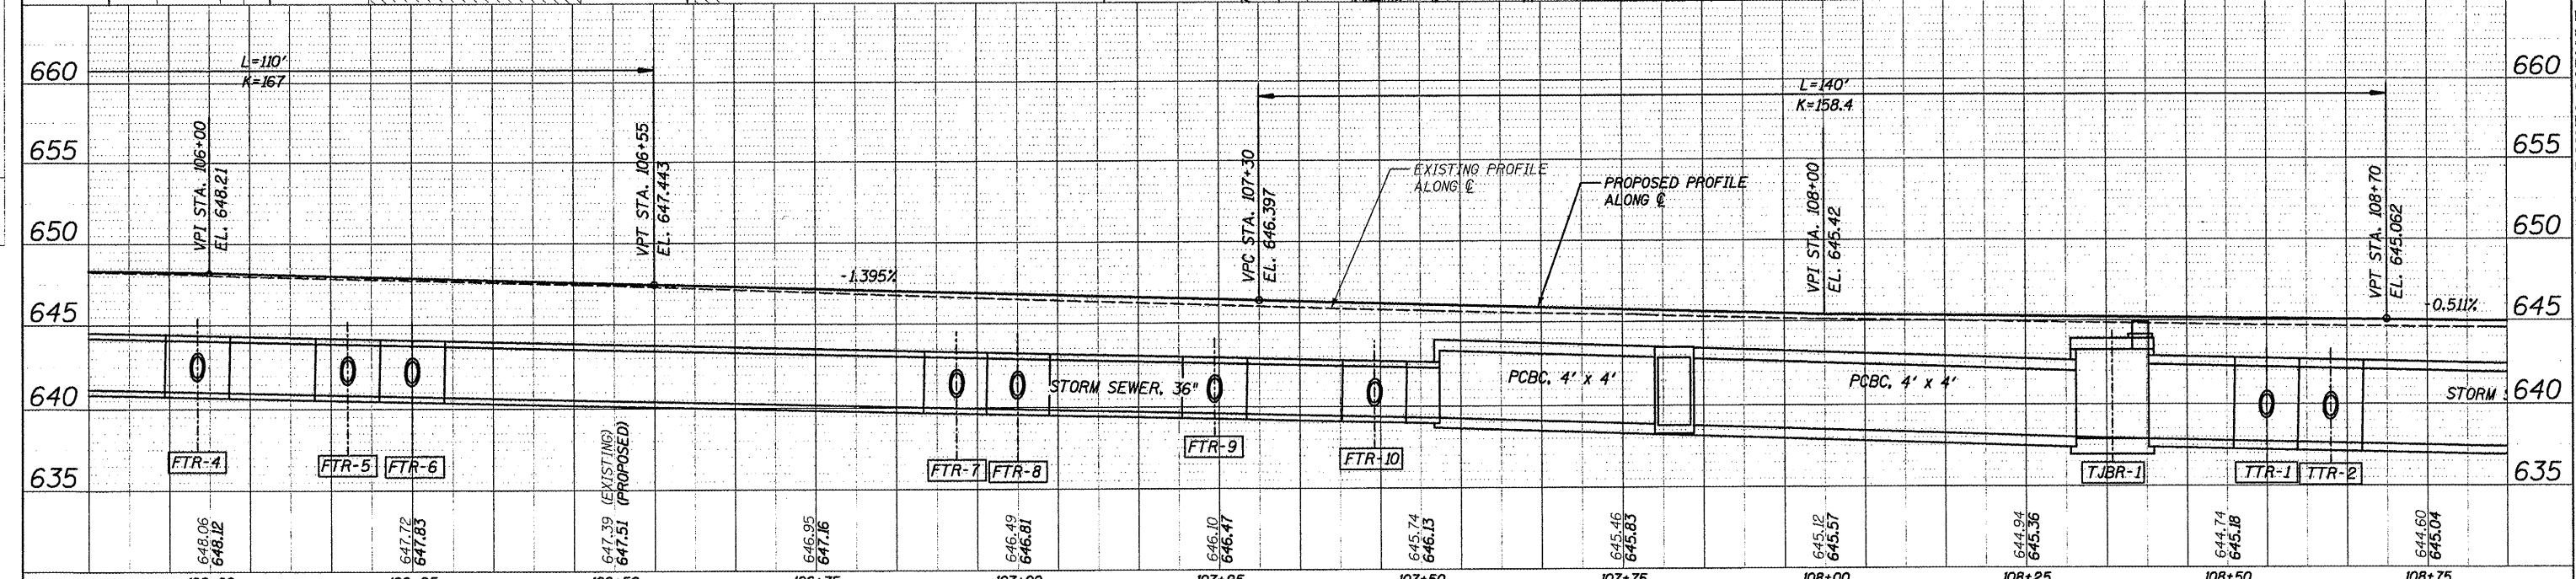 660
L=110'
K=167
L=140'
K=158.4
660
655
VPI STA. 106+00
EL. 648.21
VPT STA. 106+55
EL. 647.443
VPC STA. 107+30
EL. 646.397
EXISTING PROFILE
ALONG ℄
PROPOSED PROFILE
ALONG ℄
VPI STA. 108+00
EL. 645.42
VPT STA. 108+70
EL. 645.062
655
650
650
-1.395%
-0.511%
645
645
640
STORM SEWER, 36"
PCBC, 4' x 4'
PCBC, 4' x 4'
STORM
640
FTR-4
FTR-5
FTR-6
FTR-7
FTR-8
FTR-9
FTR-10
TJBR-1
TTR-1
TTR-2
635
635
648.06
648.12
647.72
647.83
647.39 (EXISTING)
647.51 (PROPOSED)
646.95
647.16
646.49
646.81
646.10
646.47
645.74
646.13
645.46
645.83
645.12
645.57
644.94
645.36
644.74
645.18
644.60
645.04
107+50
107+75
108+00
108+25
108+50
108+75